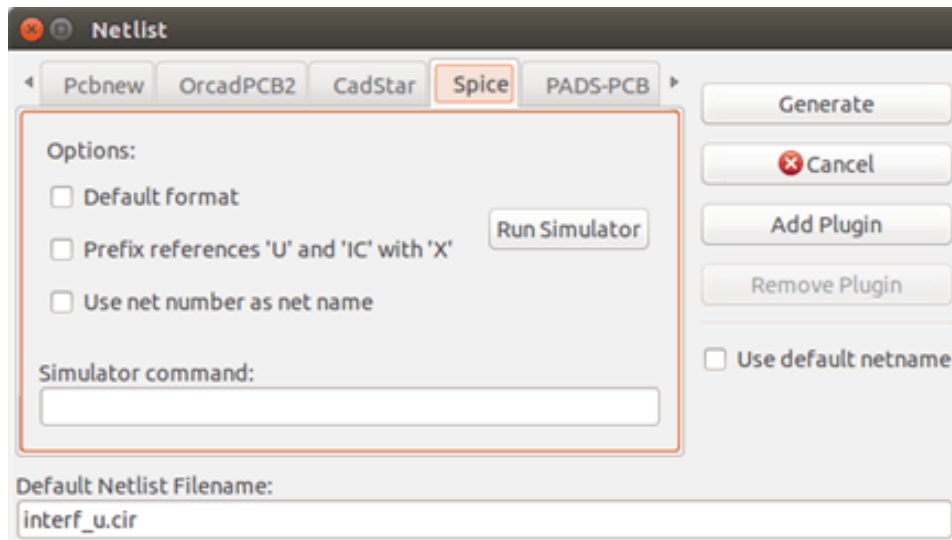 Netlist
Pcbnew OrcadPCB2 CadStar Spice PADS-PCB
Generate
Options:
Cancel
Default format
Add Plugin
Run Simulator
Prefix references 'U' and 'IC' with 'X'
Remove Plugin
Use net number as net name
Use default netname
Simulator command:
Default Netlist Filename:
interf_u.cir